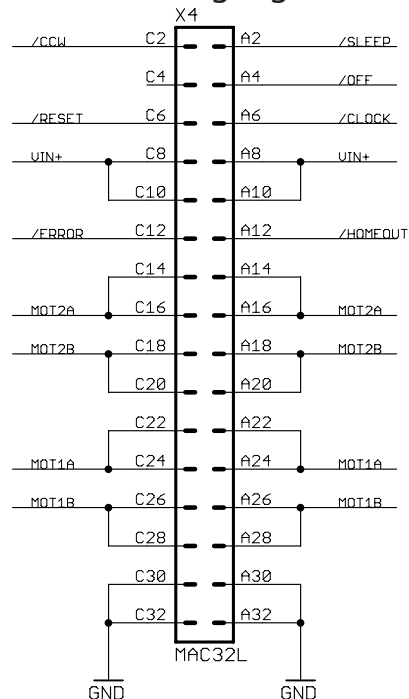 X4
/CCW C2 A2 /SLEEP
C4 A4 /OFF
/RESET C6 A6 /CLOCK
VIN+ C8 A8 VIN+
C10 A10
/ERROR C12 A12 /HOMEOUT
C14 A14
MOT2A C16 A16 MOT2A
MOT2B C18 A18 MOT2B
C20 A20
C22 A22
MOT1A C24 A24 MOT1A
MOT1B C26 A26 MOT1B
C28 A28
C30 A30
C32 A32
MAC32L
GND GND